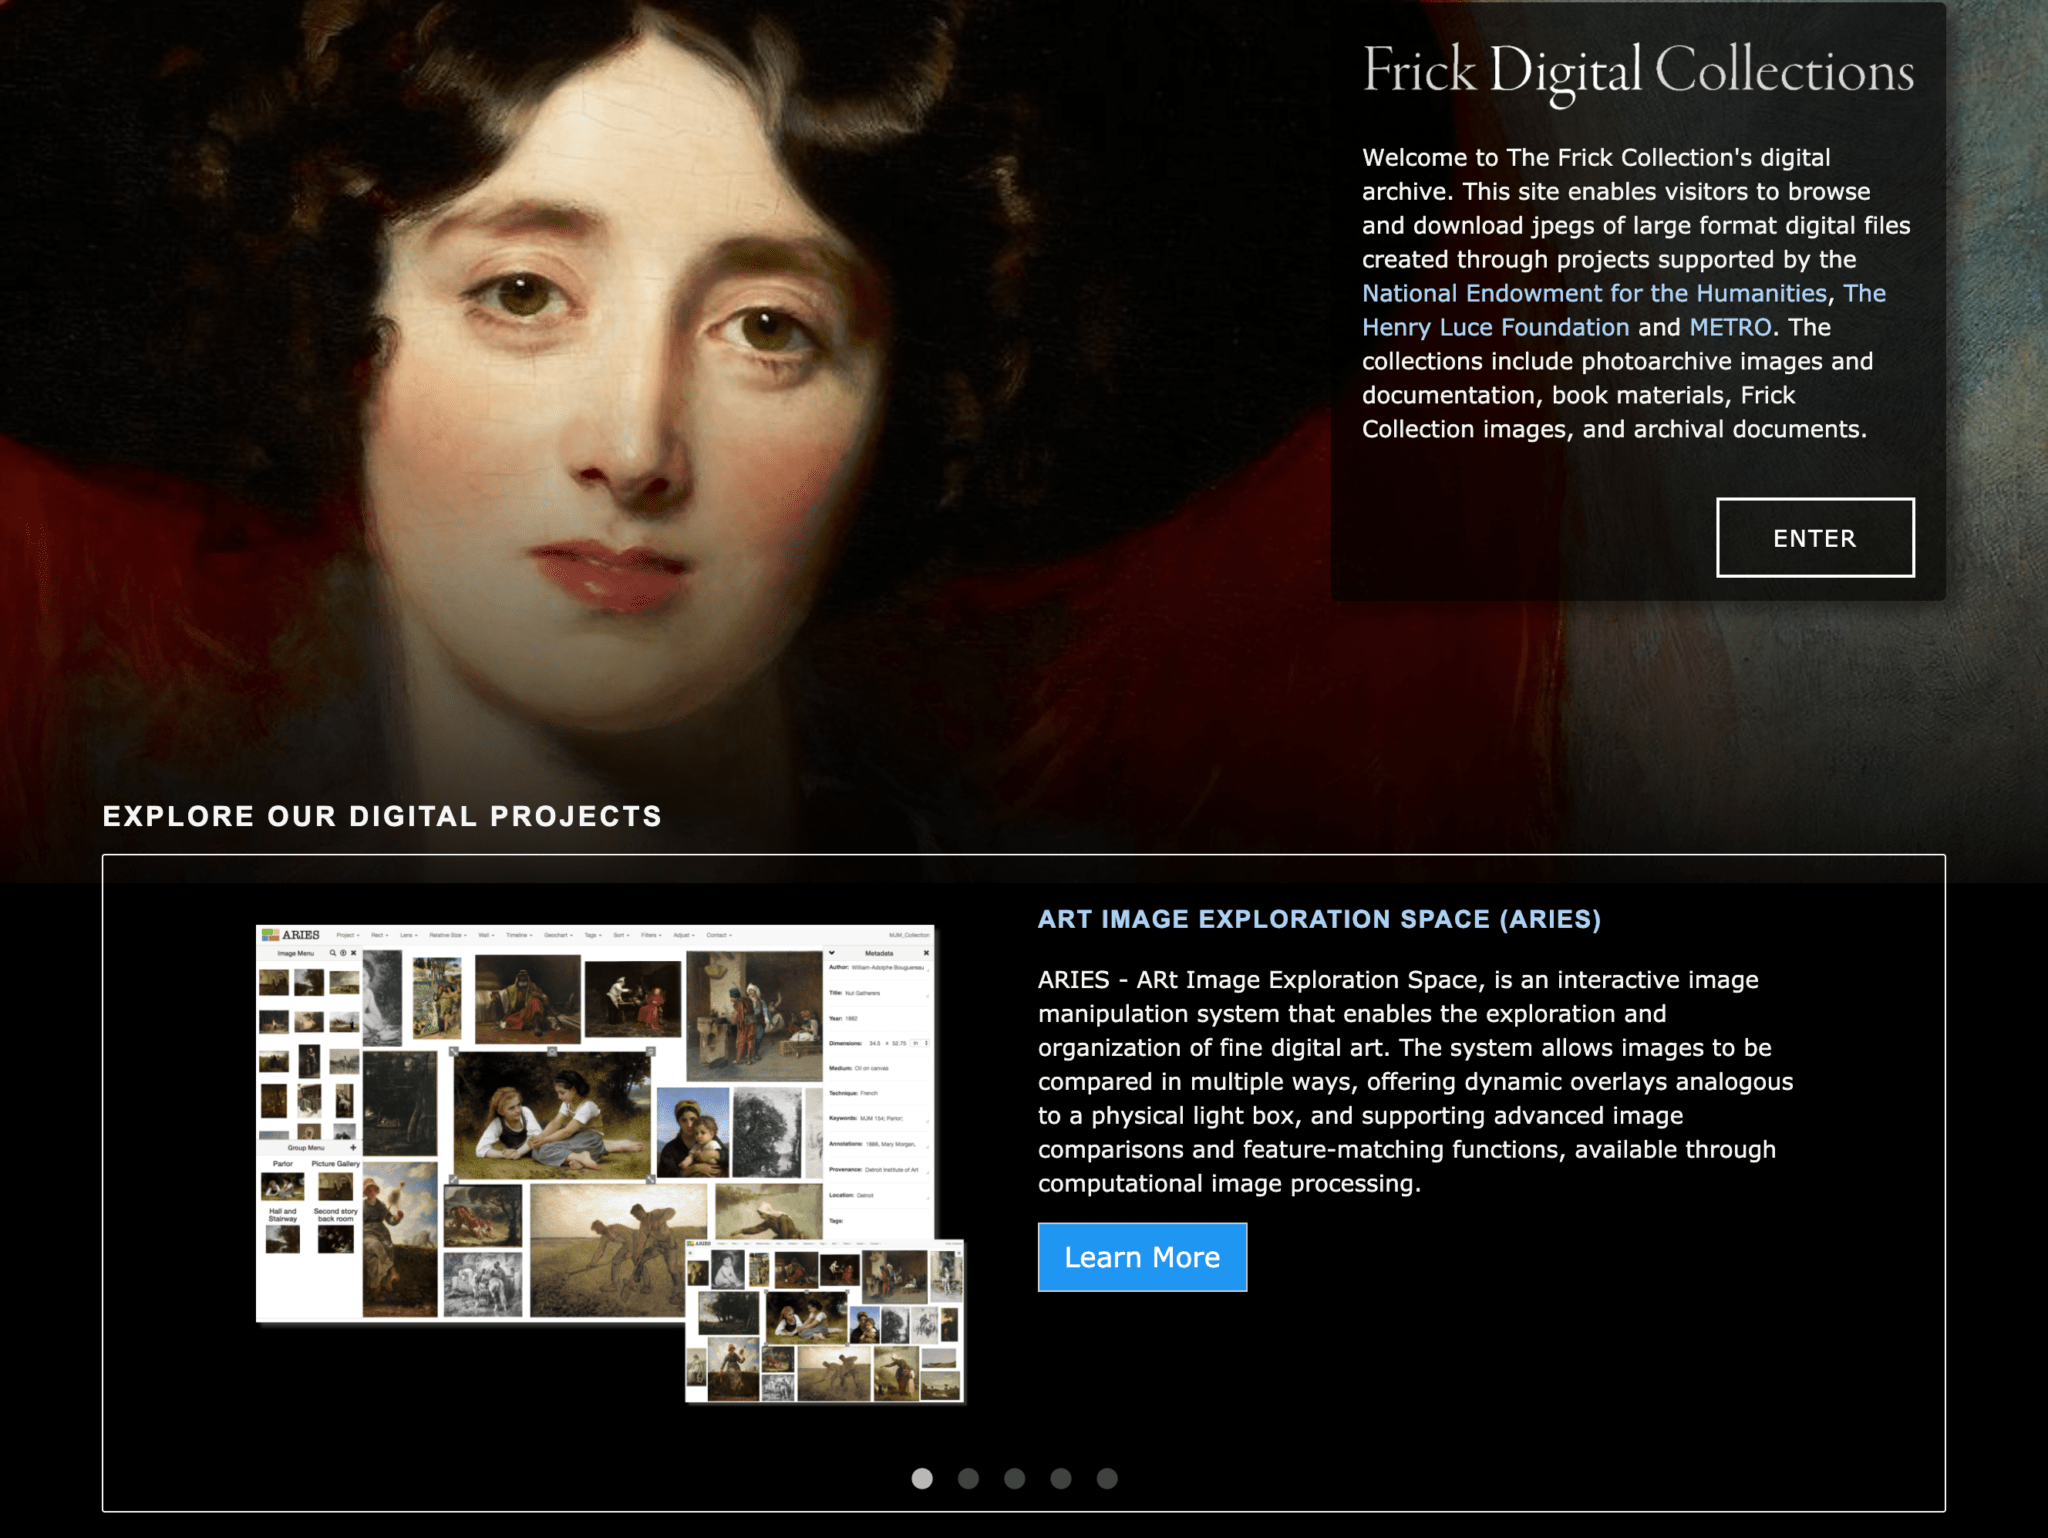 Frick Digital Collections
Welcome to The Frick Collection's digital
archive. This site enables visitors to browse
and download jpegs of large format digital files
created through projects supported by the
National Endowment for the Humanities, The
Henry Luce Foundation and METRO. The
collections include photoarchive images and
documentation, book materials, Frick
Collection images, and archival documents.
ENTER
EXPLORE OUR DIGITAL PROJECTS
ARIES Project Rect Lens Relative Size Wall Timeline Geochart Tags Sort Filters Adjust Contact MJM_Collection
Image Menu
Metadata
Author: William-Adolphe Bouguereau
Title: Nut Gatherers
Year: 1882
Dimensions: 34.5 x 52.75 in
Medium: Oil on canvas
Technique: French
Keywords: MJM 154; Parlor;
Annotations: 1886, Mary Morgan,
Provenance: Detroit Institute of Art
Location: Detroit
Tags:
Group Menu +
Parlor Picture Gallery
Hall and
Stairway
Second story
back room
ARIES
ART IMAGE EXPLORATION SPACE (ARIES)
ARIES - ARt Image Exploration Space, is an interactive image
manipulation system that enables the exploration and
organization of fine digital art. The system allows images to be
compared in multiple ways, offering dynamic overlays analogous
to a physical light box, and supporting advanced image
comparisons and feature-matching functions, available through
computational image processing.
Learn More